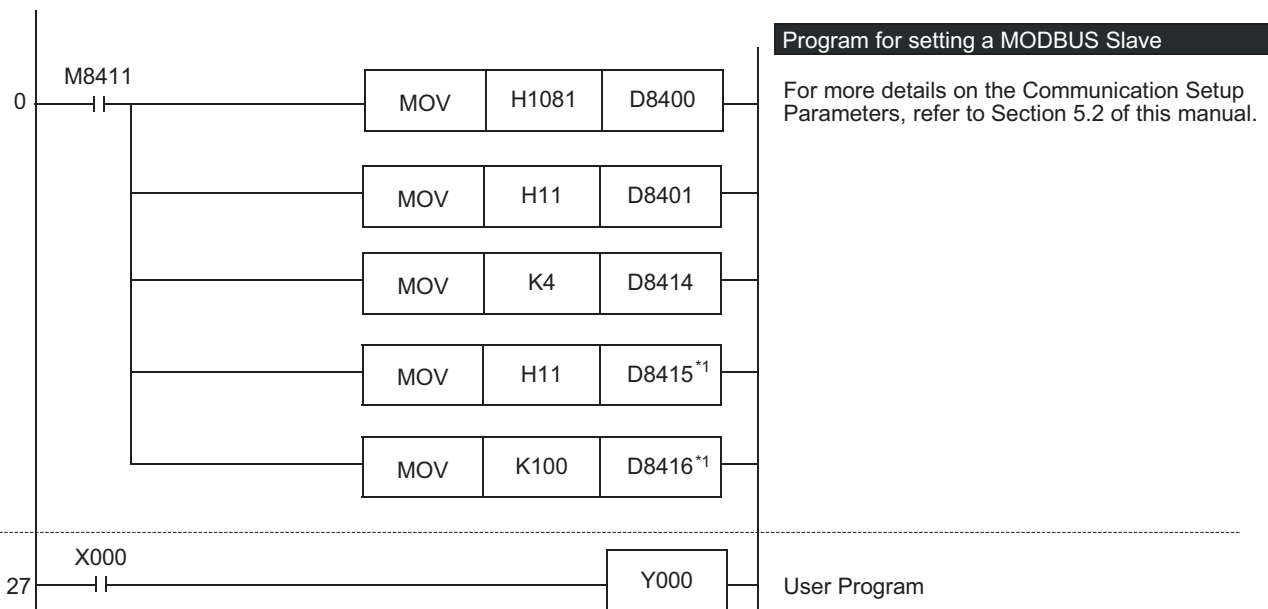 Program for setting a MODBUS Slave
For more details on the Communication Setup
Parameters, refer to Section 5.2 of this manual.
M8411
0
MOV H1081 D8400
MOV H11 D8401
MOV K4 D8414
MOV H11 D8415*1
MOV K100 D8416*1
X000
27
Y000
User Program